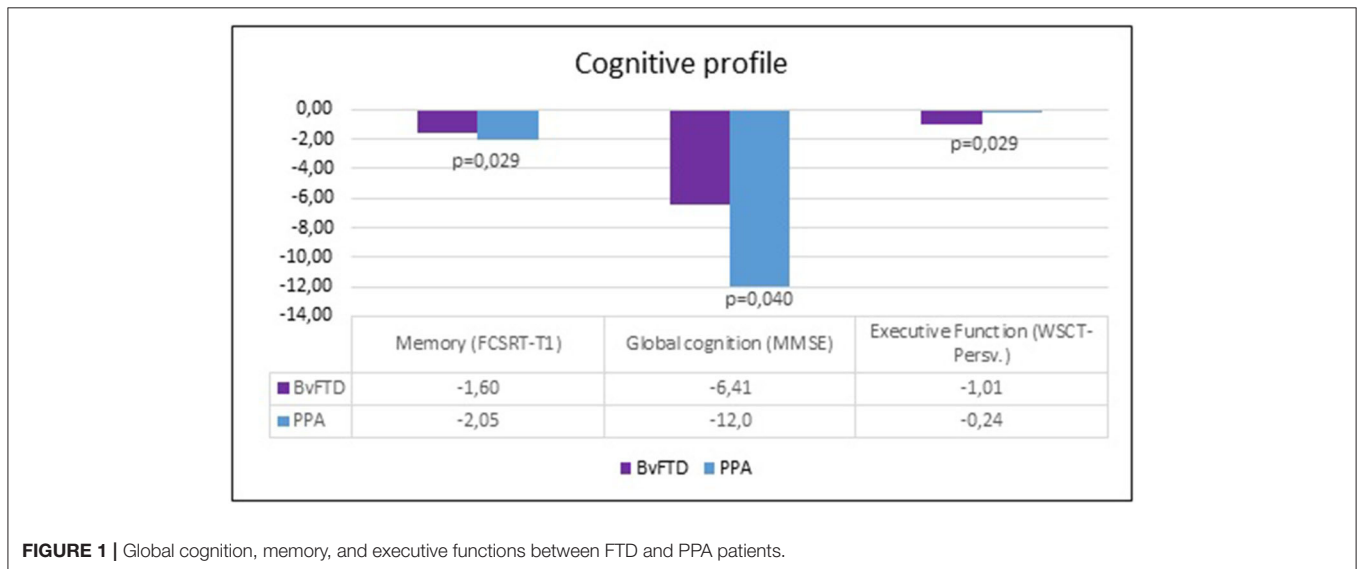 Cognitive profile
0,00
-2,00
-4,00
-6,00
-8,00
-10,00
-12,00
-14,00
p=0,029
p=0,040
p=0,029
Memory (FCSRT-T1) Global cognition (MMSE) Executive Function (WSCT-
Persv.)
BvFTD -1,60 -6,41 -1,01
PPA -2,05 -12,0 -0,24
BvFTD PPA
FIGURE 1 | Global cognition, memory, and executive functions between FTD and PPA patients.